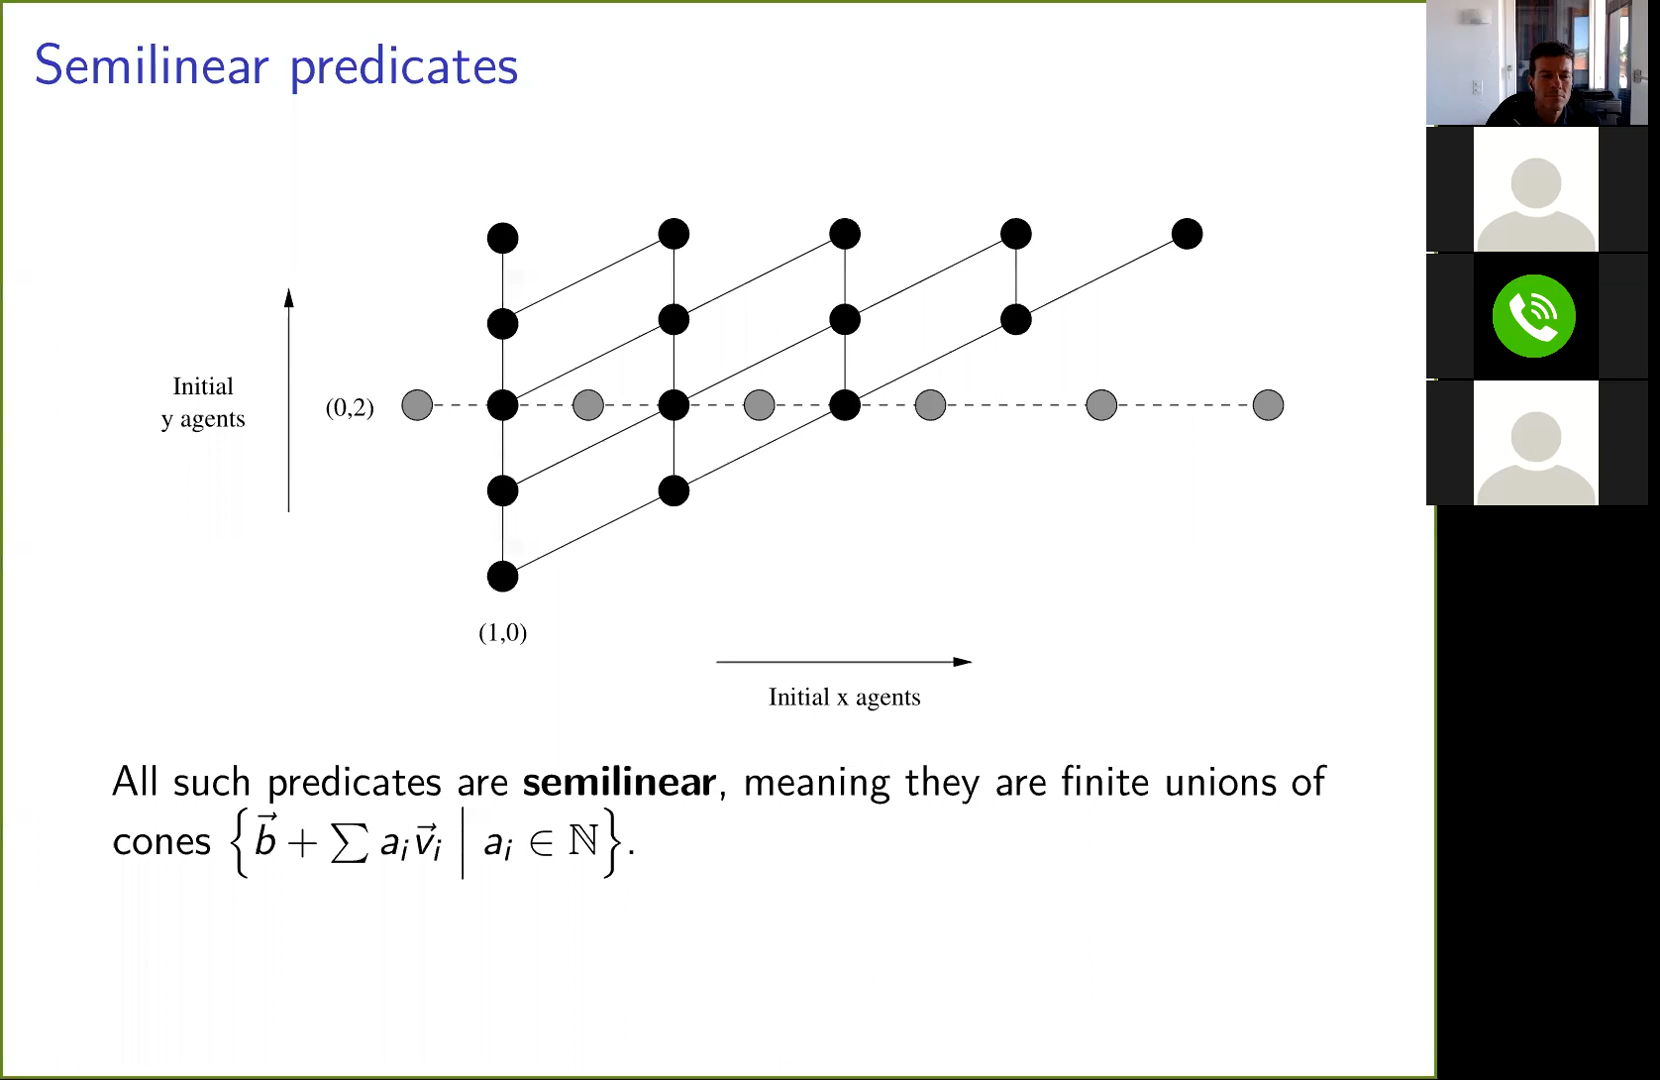 Semilinear predicates
Initial
y agents
(0,2)
(1,0)
Initial x agents
All such predicates are semilinear, meaning they are finite unions of
cones {b⃗ + ∑ aᵢv⃗ᵢ | aᵢ ∈ ℕ}.